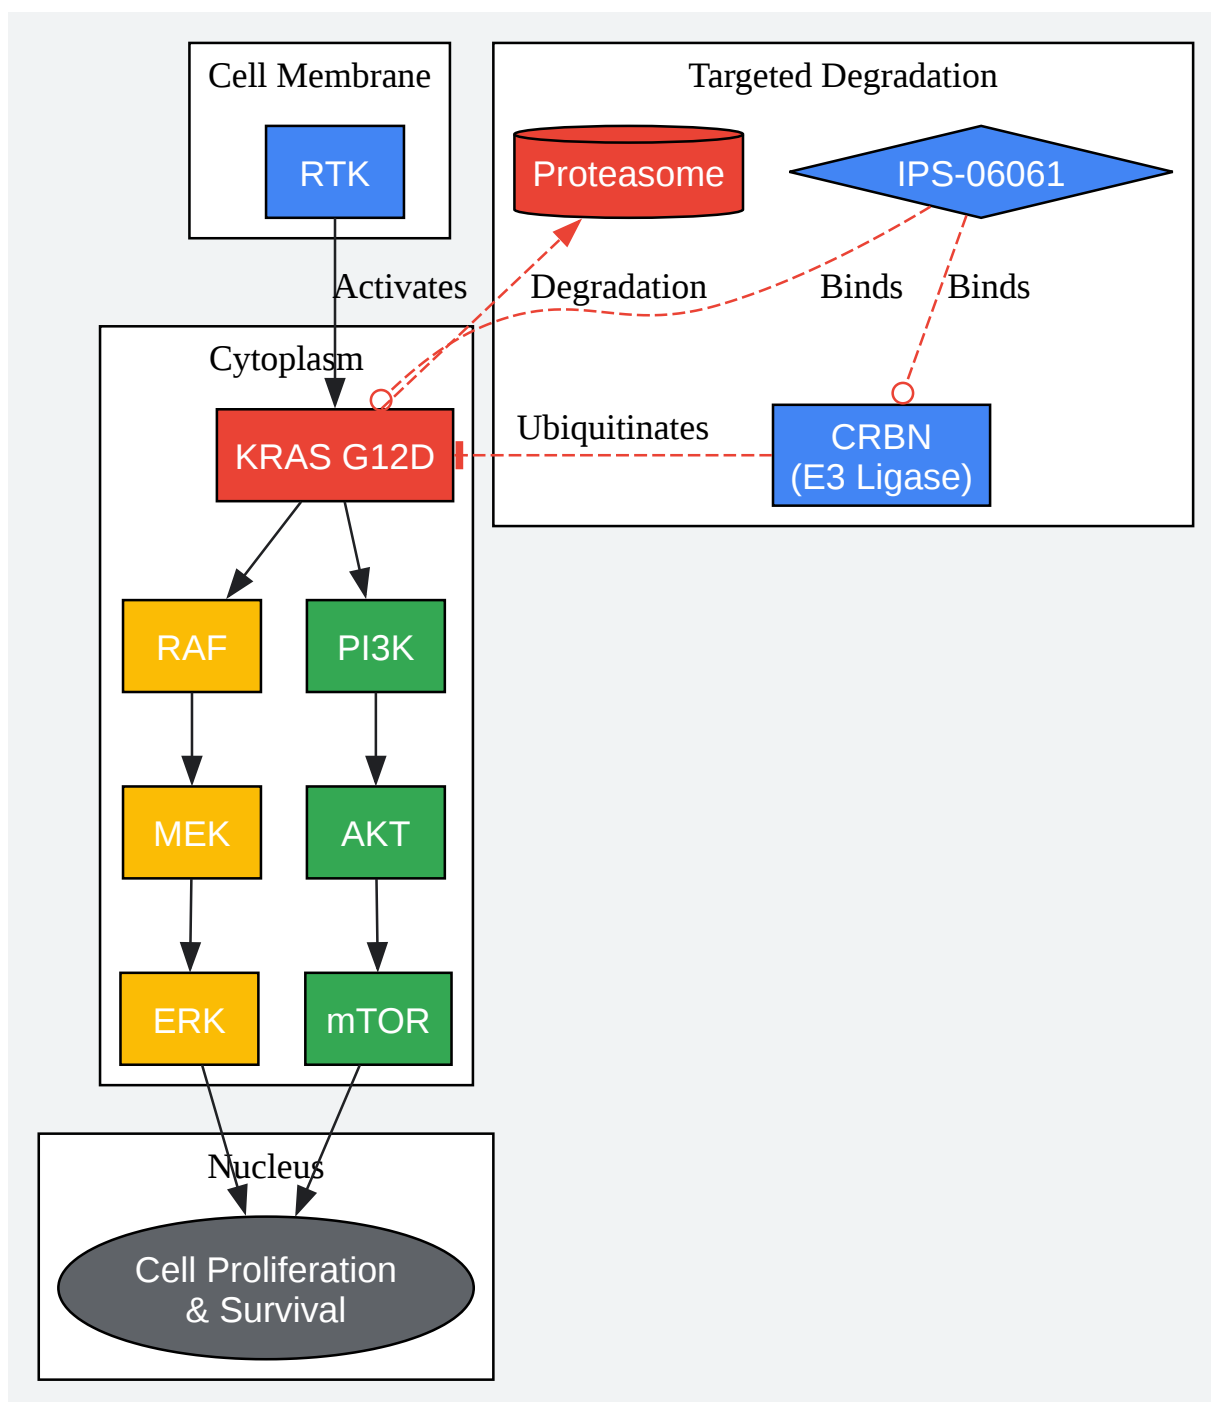 Cell Membrane
Targeted Degradation
RTK
Proteasome
IPS-06061
Activates
Degradation
Binds
Binds
Cytoplasm
KRAS G12D
Ubiquitinates
CRBN
(E3 Ligase)
RAF
PI3K
MEK
AKT
ERK
mTOR
Nucleus
Cell Proliferation
& Survival